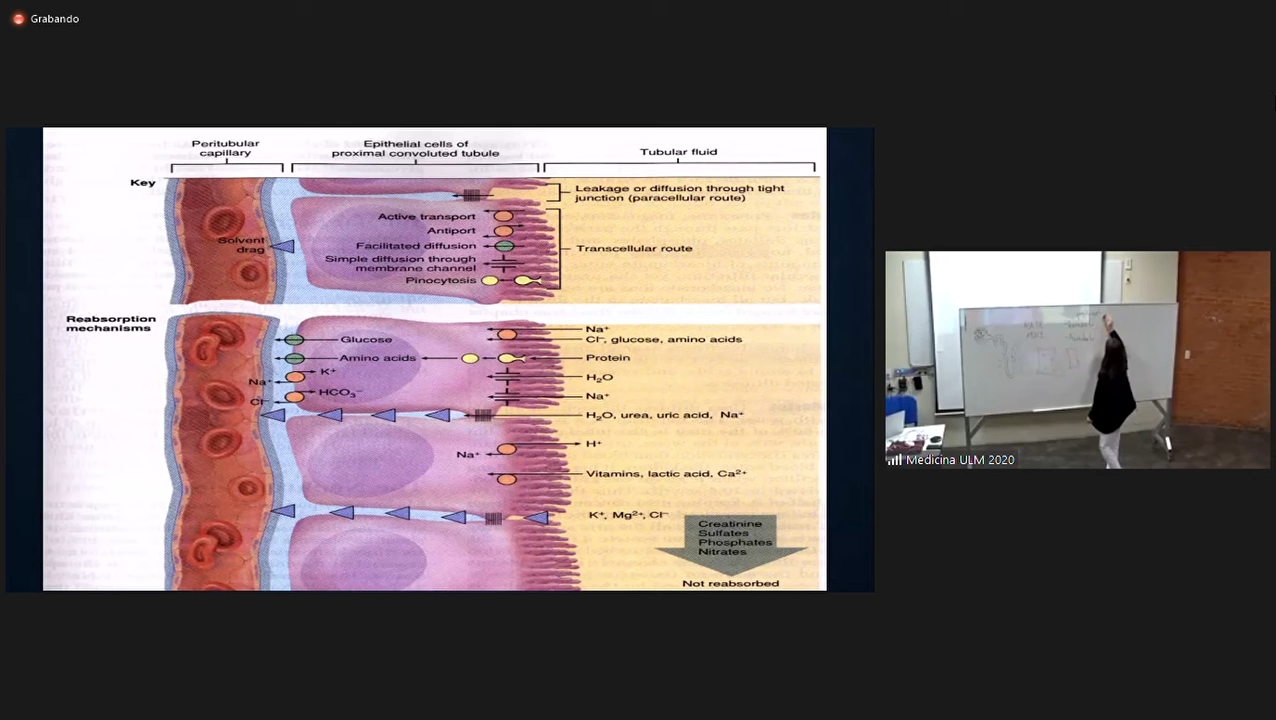 Grabando
Peritubular
capillary
Epithelial cells of
proximal convoluted tubule
Tubular fluid
Key
Leakage or diffusion through tight
junction (paracellular route)
Active transport
Antiport
Solvent
drag
Facilitated diffusion
Transcellular route
Simple diffusion through
membrane channel
Pinocytosis
Reabsorption
mechanisms
Na⁺
Glucose
Cl⁻, glucose, amino acids
Amino acids
Protein
K⁺
H₂O
Na⁺
HCO₃⁻
Na⁺
Cl⁻
H₂O, urea, uric acid, Na⁺
H⁺
Na⁺
Vitamins, lactic acid, Ca²⁺
K⁺, Mg²⁺, Cl⁻
Creatinine
Sulfates
Phosphates
Nitrates
Not reabsorbed
Medicina ULM 2020